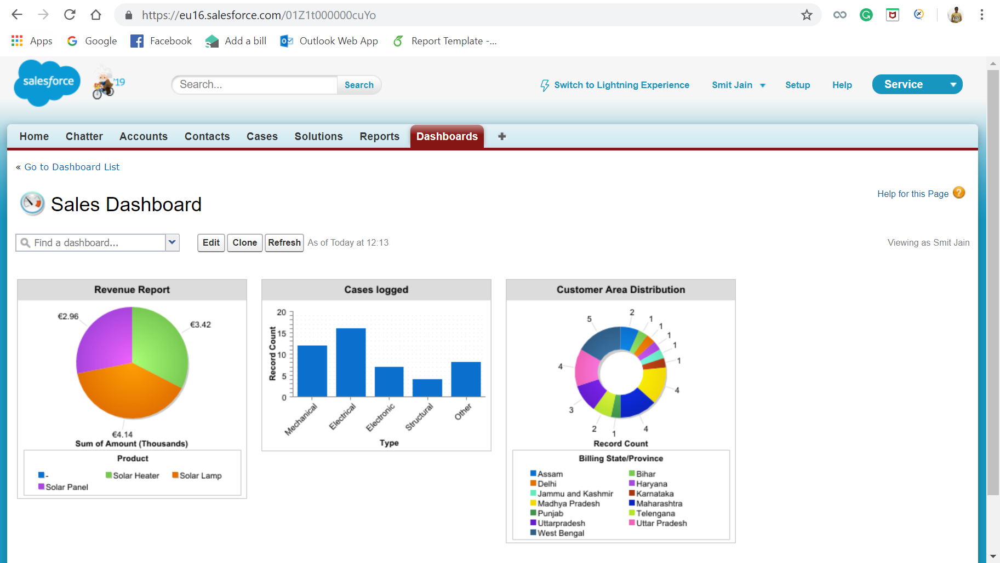 https://eu16.salesforce.com/01Z1t000000cuYo
Apps Google Facebook Add a bill Outlook Web App Report Template -...
salesforce '19 Search... Search Switch to Lightning Experience Smit Jain Setup Help Service
Home Chatter Accounts Contacts Cases Solutions Reports Dashboards +
« Go to Dashboard List
Sales Dashboard
Help for this Page ?
Find a dashboard... Edit Clone Refresh As of Today at 12:13 Viewing as Smit Jain
Revenue Report
€2.96
€3.42
€4.14
Sum of Amount (Thousands)
Product
- Solar Heater Solar Lamp
Solar Panel
Cases logged
Record Count
20
15
10
5
0
Mechanical Electrical Electronic Structural Other
Type
Customer Area Distribution
2
1
1
1
1
1
4
4
1
2
3
4
5
Record Count
Billing State/Province
Assam Bihar
Delhi Haryana
Jammu and Kashmir Karnataka
Madhya Pradesh Maharashtra
Punjab Telengana
Uttarpradesh Uttar Pradesh
West Bengal